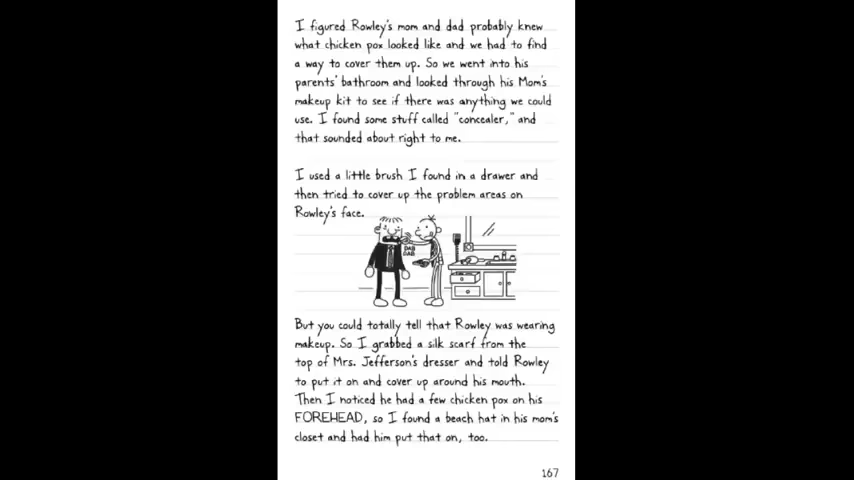 I figured Rowley's mom and dad probably knew
what chicken pox looked like and we had to find
a way to cover them up. So we went into his
parents' bathroom and looked through his Mom's
makeup kit to see if there was anything we could
use. I found some stuff called "concealer," and
that sounded about right to me.
I used a little brush I found in a drawer and
then tried to cover up the problem areas on
Rowley's face.
DAB
DAB
But you could totally tell that Rowley was wearing
makeup. So I grabbed a silk scarf from the
top of Mrs. Jefferson's dresser and told Rowley
to put it on and cover up around his mouth.
Then I noticed he had a few chicken pox on his
FOREHEAD, so I found a beach hat in his mom's
closet and had him put that on, too.
167